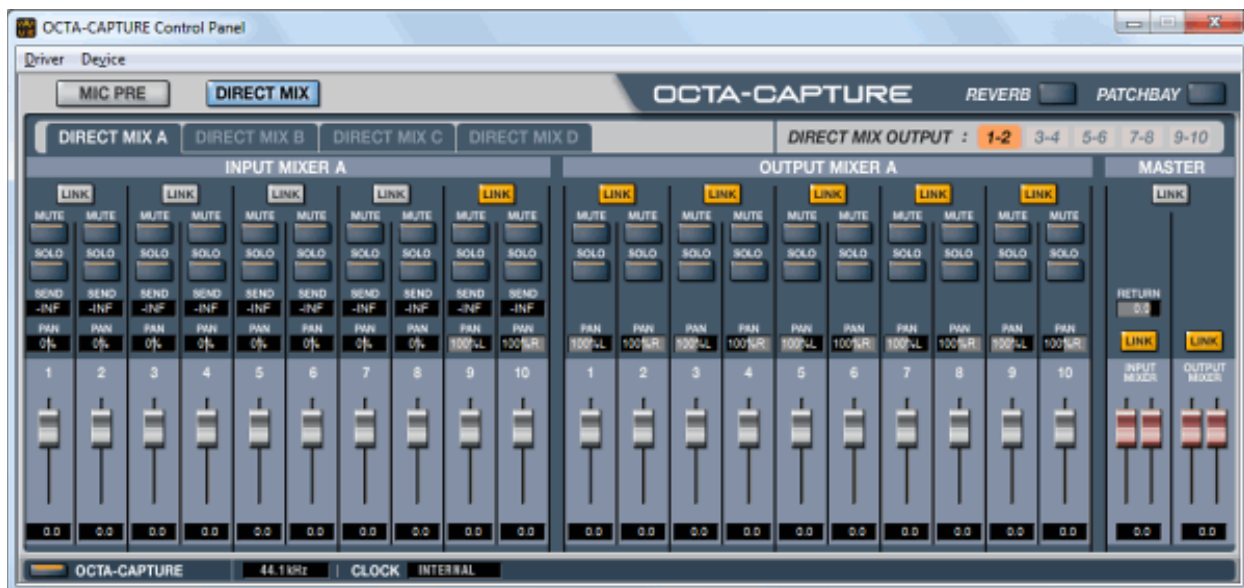 OCTA-CAPTURE Control Panel
Driver Device
MIC PRE DIRECT MIX OCTA-CAPTURE REVERB PATCHBAY
DIRECT MIX A DIRECT MIX B DIRECT MIX C DIRECT MIX D DIRECT MIX OUTPUT : 1-2 3-4 5-6 7-8 9-10
INPUT MIXER A OUTPUT MIXER A MASTER
LINK LINK LINK LINK LINK LINK LINK LINK LINK LINK LINK
MUTE MUTE MUTE MUTE MUTE MUTE MUTE MUTE MUTE MUTE MUTE MUTE MUTE MUTE MUTE MUTE MUTE MUTE MUTE MUTE
SOLO SOLO SOLO SOLO SOLO SOLO SOLO SOLO SOLO SOLO SOLO SOLO SOLO SOLO SOLO SOLO SOLO SOLO SOLO SOLO
SEND SEND SEND SEND SEND SEND SEND SEND SEND SEND RETURN
-INF -INF -INF -INF -INF -INF -INF -INF -INF -INF 0.0
PAN PAN PAN PAN PAN PAN PAN PAN PAN PAN PAN PAN PAN PAN PAN PAN PAN PAN PAN PAN
0% 0% 0% 0% 0% 0% 0% 0% 100%L 100%R 100%L 100%R 100%L 100%R 100%L 100%R 100%L 100%R 100%L 100%R LINK LINK
1 2 3 4 5 6 7 8 9 10 1 2 3 4 5 6 7 8 9 10 INPUT MIXER OUTPUT MIXER
0.0 0.0 0.0 0.0 0.0 0.0 0.0 0.0 0.0 0.0 0.0 0.0 0.0 0.0 0.0 0.0 0.0 0.0 0.0 0.0 0.0 0.0
OCTA-CAPTURE 44.1kHz | CLOCK INTERNAL